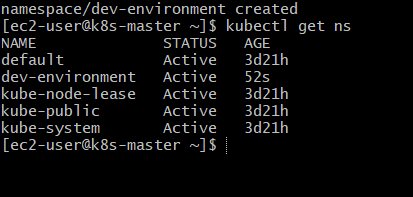 namespace/dev-environment created
[ec2-user@k8s-master ~]$ kubectl get ns
NAME STATUS AGE
default Active 3d21h
dev-environment Active 52s
kube-node-lease Active 3d21h
kube-public Active 3d21h
kube-system Active 3d21h
[ec2-user@k8s-master ~]$